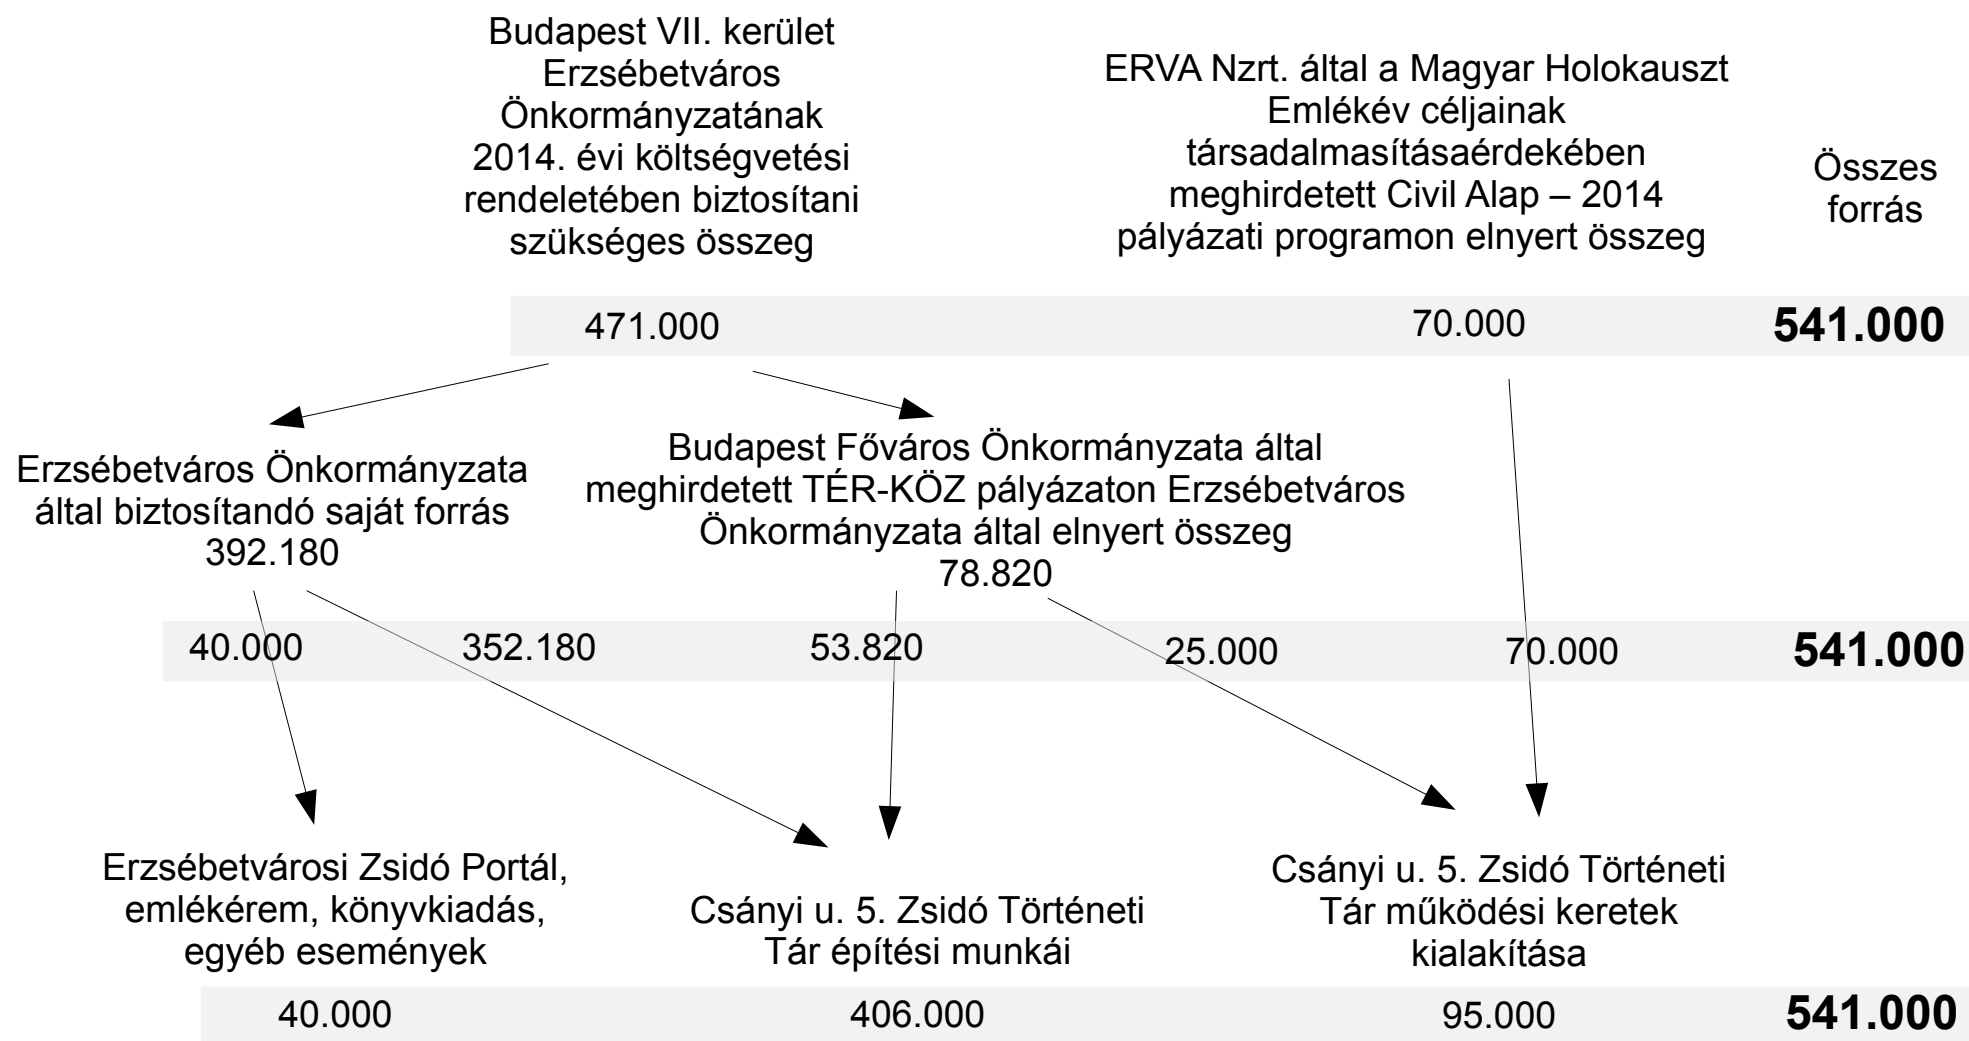 Budapest VII. kerület
Erzsébetváros
Önkormányzatának
2014. évi költségvetési
rendeletében biztosítani
szükséges összeg
ERVA Nzrt. által a Magyar Holokauszt
Emlékév céljainak
társadalmasításaérdekében
meghirdetett Civil Alap – 2014
pályázati programon elnyert összeg
Összes
forrás
471.000
70.000
541.000
Erzsébetváros Önkormányzata
által biztosítandó saját forrás
392.180
Budapest Főváros Önkormányzata által
meghirdetett TÉR-KÖZ pályázaton Erzsébetváros
Önkormányzata által elnyert összeg
78.820
40.000
352.180
53.820
25.000
70.000
541.000
Erzsébetvárosi Zsidó Portál,
emlékérem, könyvkiadás,
egyéb események
Csányi u. 5. Zsidó Történeti
Tár építési munkái
Csányi u. 5. Zsidó Történeti
Tár működési keretek
kialakítása
40.000
406.000
95.000
541.000